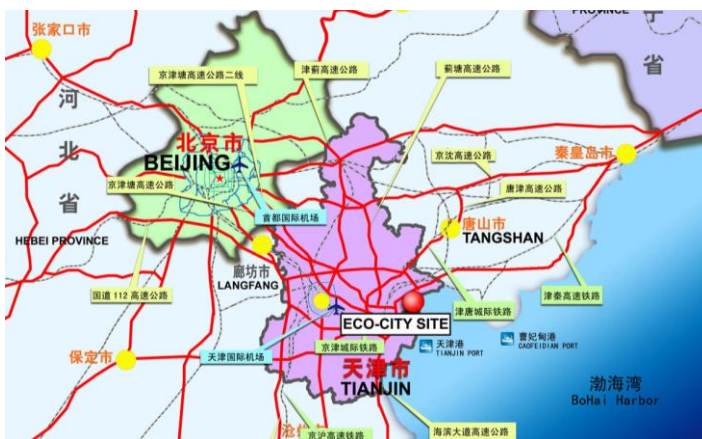 PROVINCE
宁
省
张家口市
京津塘高速公路二线
津蓟高速公路
蓟塘高速公路
河
北
省
北京市
BEIJING
京沈高速公路
秦皇岛市
京津塘高速公路
唐津高速公路
首都国际机场
唐山市
TANGSHAN
HEBEI PROVINCE
廊坊市
LANGFANG
国道112高速公路
津秦高速铁路
津唐城际铁路
ECO-CITY SITE
曹妃甸港
CAOFEIDIAN PORT
天津港
TIANJIN PORT
京津城际铁路
天津国际机场
保定市
天津市
TIANJIN
渤海湾
BoHai Harbor
京沪高速铁路
海滨大道高速公路